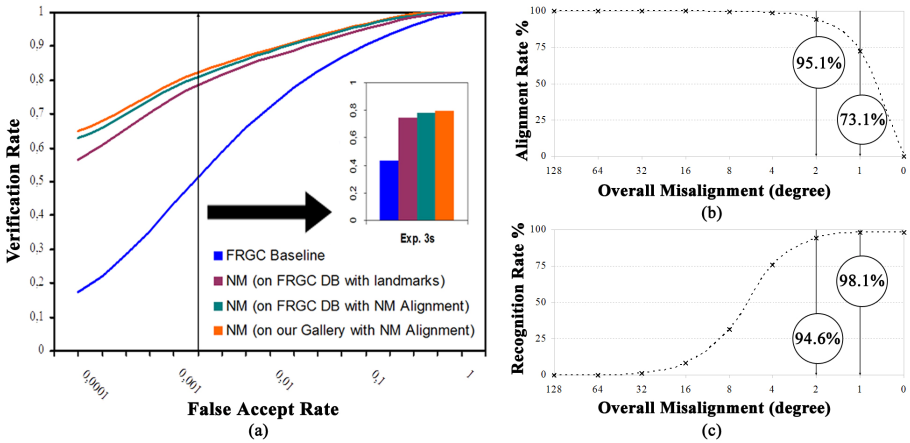 Verification Rate
1
0,9
0,8
0,7
0,6
0,5
0,4
0,3
0,2
0,1
0
0,0001
0,001
0,01
0,1
1
False Accept Rate
(a)
1
0.8
0.6
0.4
0.2
0
Exp. 3s
FRGC Baseline
NM (on FRGC DB with landmarks)
NM (on FRGC DB with NM Alignment)
NM (on our Gallery with NM Alignment)
Alignment Rate %
100
75
50
25
0
95.1%
73.1%
128 64 32 16 8 4 2 1 0
Overall Misalignment (degree)
(b)
Recognition Rate %
100
75
50
25
0
98.1%
94.6%
128 64 32 16 8 4 2 1 0
Overall Misalignment (degree)
(c)